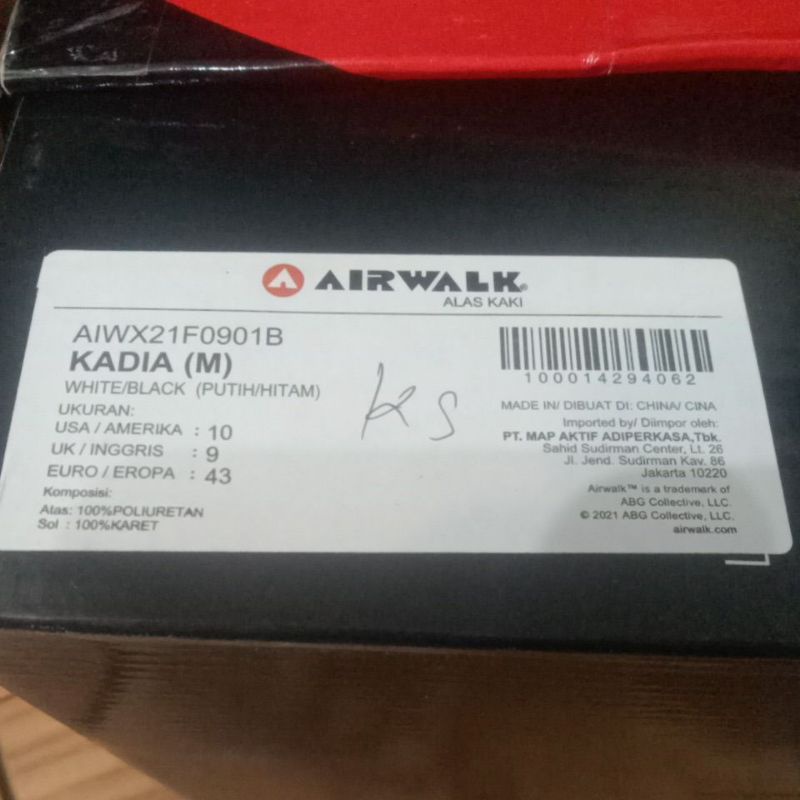 AIRWALK®
ALAS KAKI
AIWX21F0901B
KADIA (M)
WHITE/BLACK (PUTIH/HITAM)
UKURAN:
USA / AMERIKA : 10
UK / INGGRIS : 9
EURO / EROPA : 43
Komposisi:
Atas: 100%POLIURETAN
Sol : 100%KARET
KS
100014294062
MADE IN/ DIBUAT DI: CHINA/ CINA
Imported by/ Diimpor oleh:
PT. MAP AKTIF ADIPERKASA,Tbk.
Sahid Sudirman Center, Lt. 26
Jl. Jend. Sudirman Kav. 86
Jakarta 10220
Airwalk™ is a trademark of
ABG Collective, LLC.
© 2021 ABG Collective, LLC.
airwalk.com